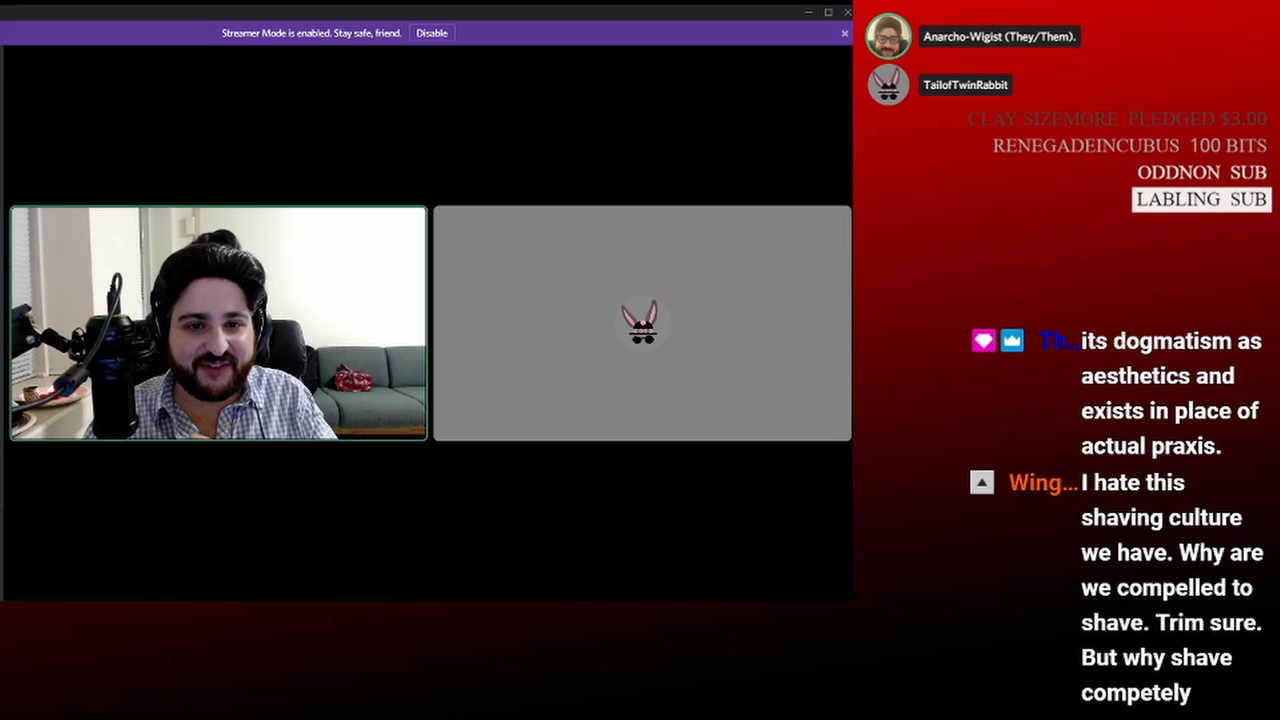 Streamer Mode is enabled. Stay safe, friend. Disable
Anarcho-Wigist (They/Them).
TailofTwinRabbit
CLAY SIZEMORE PLEDGED $3.00
RENEGADEINCUBUS 100 BITS
ODDNON SUB
LABLING SUB
Th... its dogmatism as
aesthetics and
exists in place of
actual praxis.
Wing... I hate this
shaving culture
we have. Why are
we compelled to
shave. Trim sure.
But why shave
competely